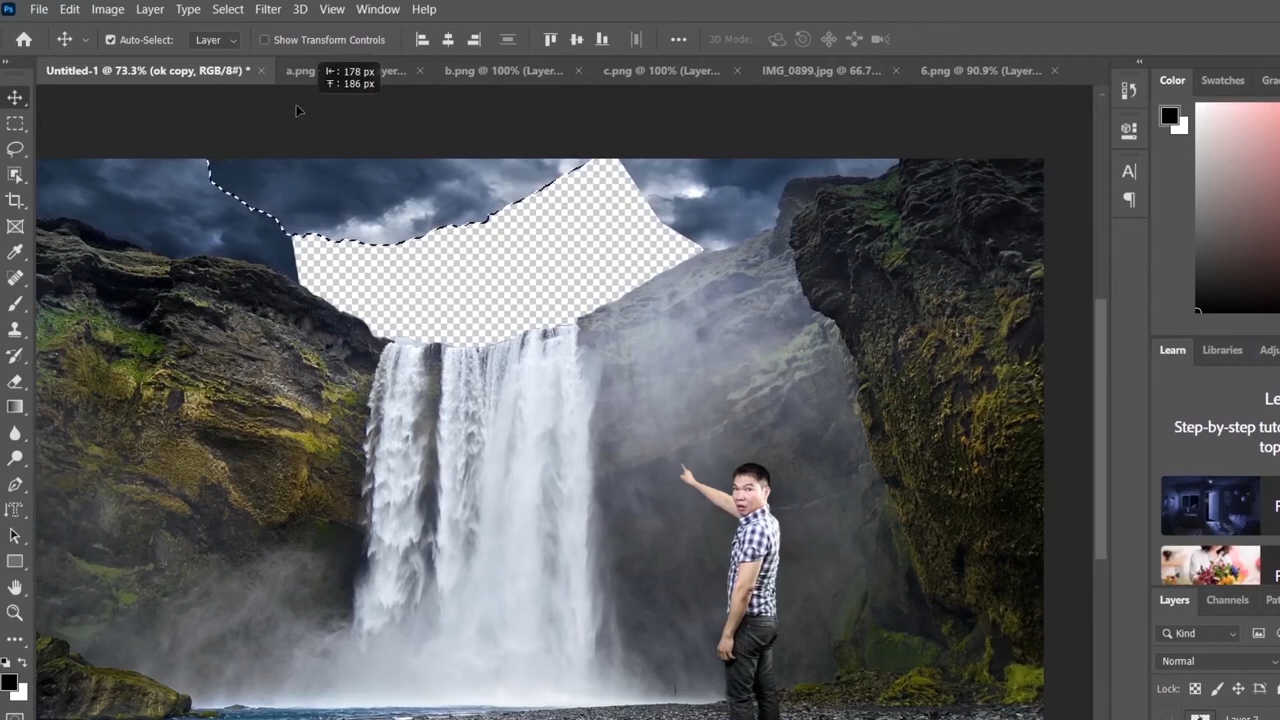 Ps File Edit Image Layer Type Select Filter 3D View Window Help
Auto-Select: Layer Show Transform Controls 3D Mode:
Untitled-1 @ 73.3% (ok copy, RGB/8#) * a.png yer... b.png @ 100% (Layer... c.png @ 100% (Layer... IMG_0899.jpg @ 66.7... 6.png @ 90.9% (Layer...
: 178 px
: 186 px
Color Swatches Gra
Learn Libraries Adju
Le
Step-by-step tuto
top
F
F
Layers Channels Pat
Kind
Normal
Lock: